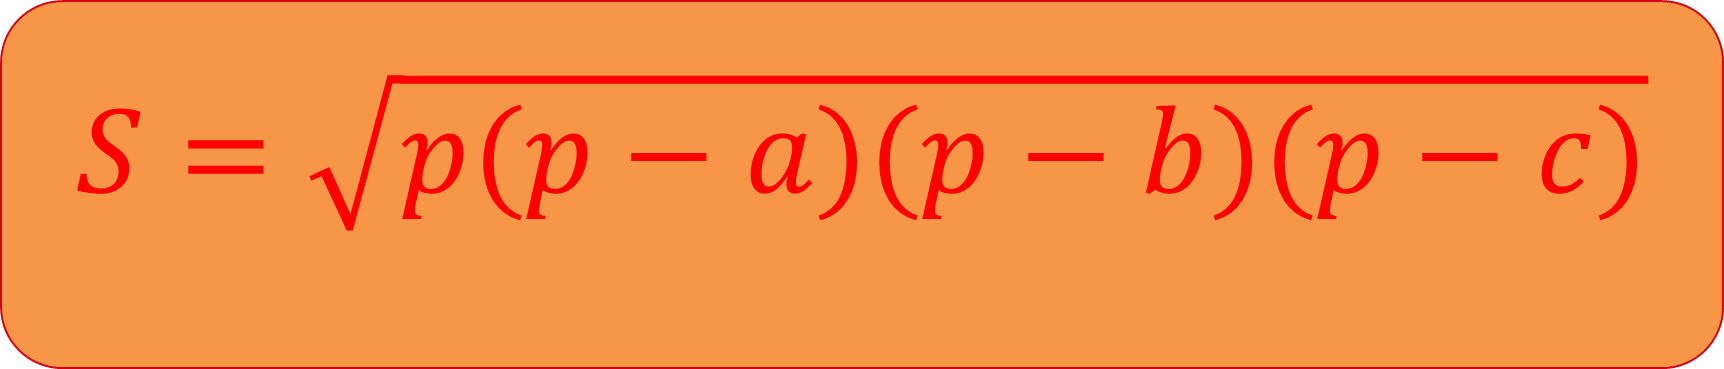 S = √p(p − a)(p − b)(p − c)